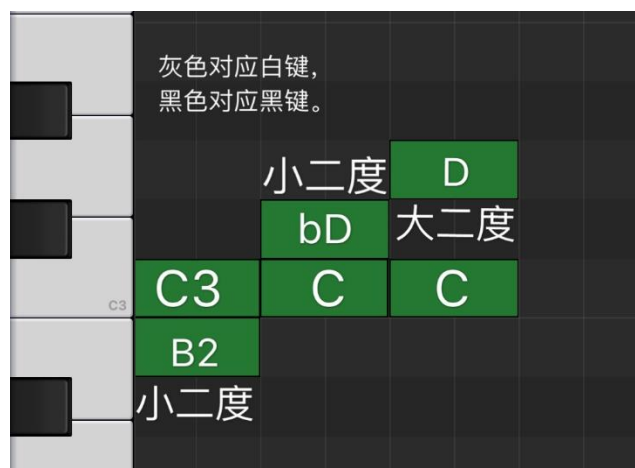 灰色对应白键，
黑色对应黑键。
小二度 D
bD 大二度
C3 C3 C C
B2
小二度